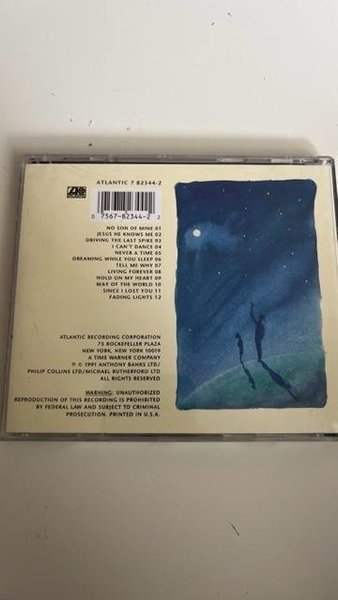 ATLANTIC 7 82344-2
0 7567-82344-2 2
NO SON OF MINE 01
JESUS HE KNOWS ME 02
DRIVING THE LAST SPIKE 03
I CAN'T DANCE 04
NEVER A TIME 05
DREAMING WHILE YOU SLEEP 06
TELL ME WHY 07
LIVING FOREVER 08
HOLD ON MY HEART 09
WAY OF THE WORLD 10
SINCE I LOST YOU 11
FADING LIGHTS 12
ATLANTIC RECORDING CORPORATION
75 ROCKEFELLER PLAZA
NEW YORK, NEW YORK 10019
A TIME WARNER COMPANY
℗ © 1991 ANTHONY BANKS LTD/
PHILIP COLLINS LTD/MICHAEL RUTHERFORD LTD
ALL RIGHTS RESERVED
WARNING: UNAUTHORIZED
REPRODUCTION OF THIS RECORDING IS PROHIBITED
BY FEDERAL LAW AND SUBJECT TO CRIMINAL
PROSECUTION. PRINTED IN U.S.A.